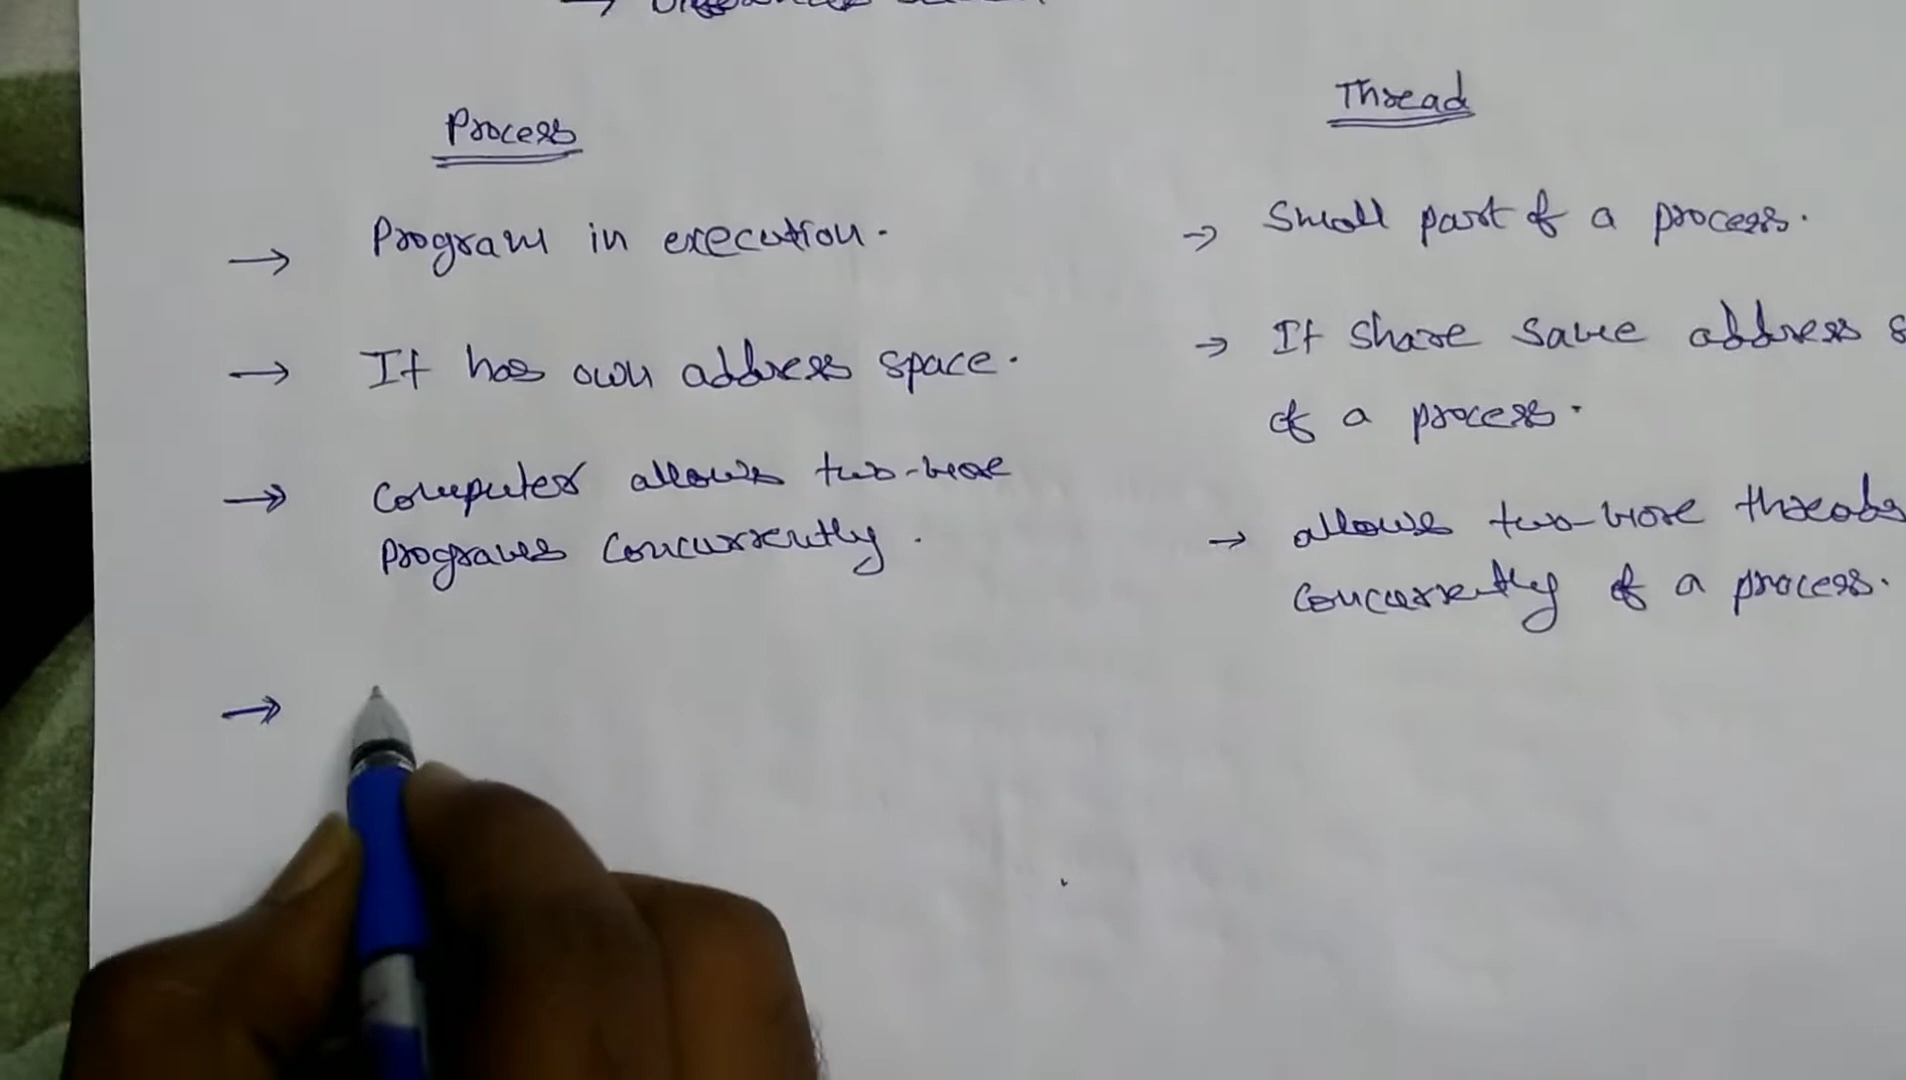 Process
→ Program in execution.
→ It has own address space.
→ Computer allows two-more
programs concurrently.
→
Thread
→ Small part of a process.
→ It share same address
of a process.
→ allows two-more threads
concurrently of a process.